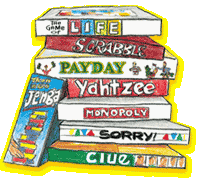 The Game of
LIFE
SCRABBLE
PAYDAY
Yahtzee
JENGA
MONOPOLY
SORRY!
CLUE